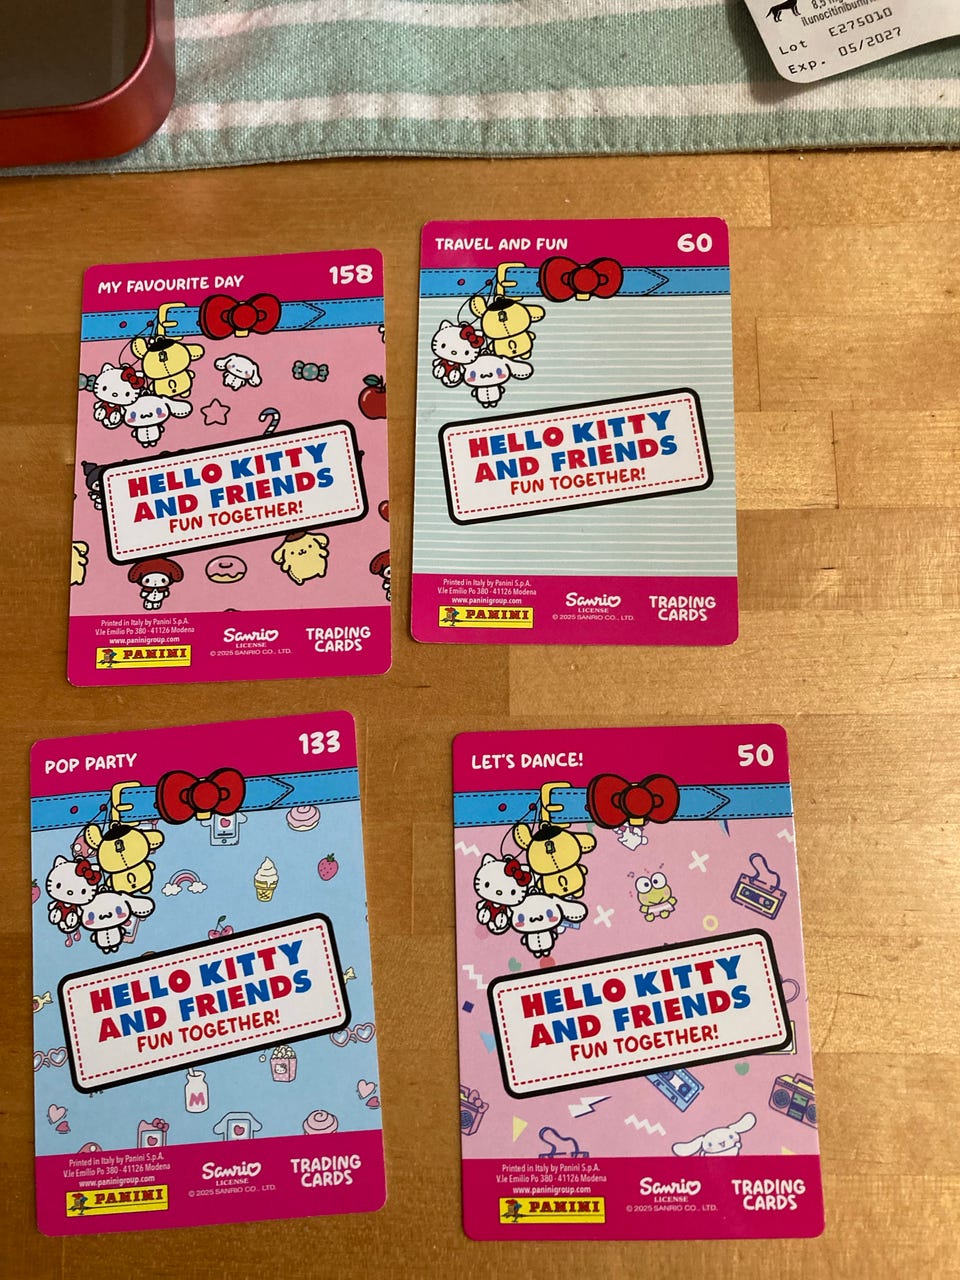 8,5 mg
ilunocitinibum/
Lot E275010
Exp. 05/2027
MY FAVOURITE DAY 158
HELLO KITTY
AND FRIENDS
FUN TOGETHER!
Printed in Italy by Panini S.p.A.
V.le Emilio Po 380 - 41126 Modena
www.paninigroup.com
PANINI
Sanrio
LICENSE
© 2025 SANRIO CO., LTD.
TRADING
CARDS
TRAVEL AND FUN 60
HELLO KITTY
AND FRIENDS
FUN TOGETHER!
Printed in Italy by Panini S.p.A.
V.le Emilio Po 380 - 41126 Modena
www.paninigroup.com
PANINI
Sanrio
LICENSE
© 2025 SANRIO CO., LTD.
TRADING
CARDS
POP PARTY 133
HELLO KITTY
AND FRIENDS
FUN TOGETHER!
M
Printed in Italy by Panini S.p.A.
V.le Emilio Po 380 - 41126 Modena
www.paninigroup.com
PANINI
Sanrio
LICENSE
© 2025 SANRIO CO., LTD.
TRADING
CARDS
LET'S DANCE! 50
HELLO KITTY
AND FRIENDS
FUN TOGETHER!
Printed in Italy by Panini S.p.A.
V.le Emilio Po 380 - 41126 Modena
www.paninigroup.com
PANINI
Sanrio
LICENSE
© 2025 SANRIO CO., LTD.
TRADING
CARDS